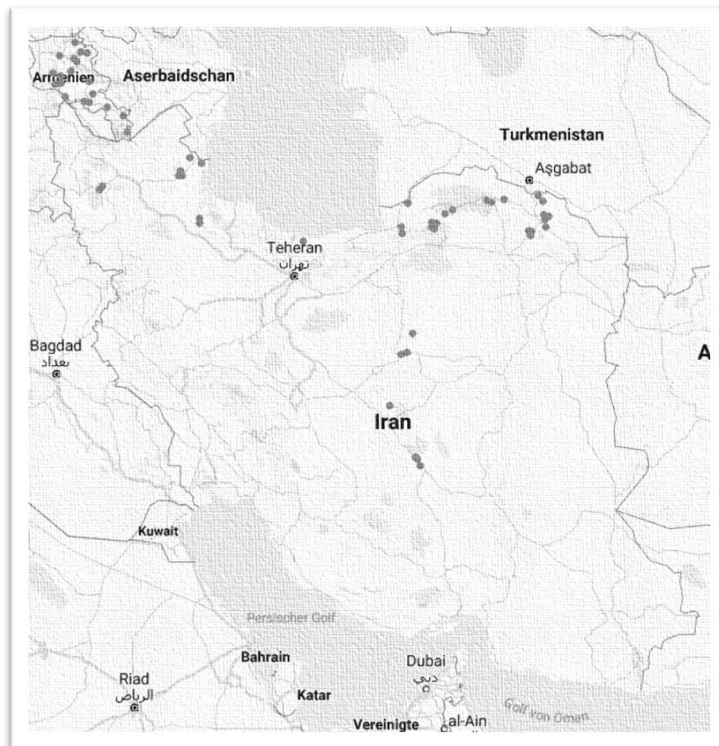 Armenien
Aserbaidschan
Turkmenistan
Aşgabat
Teheran
تهران
Bagdad
بغداد
A
Iran
Kuwait
Persischer Golf
Bahrain
Dubai
دبي
Riad
الرياض
Katar
Golf von Oman
Vereinigte
al-Ain